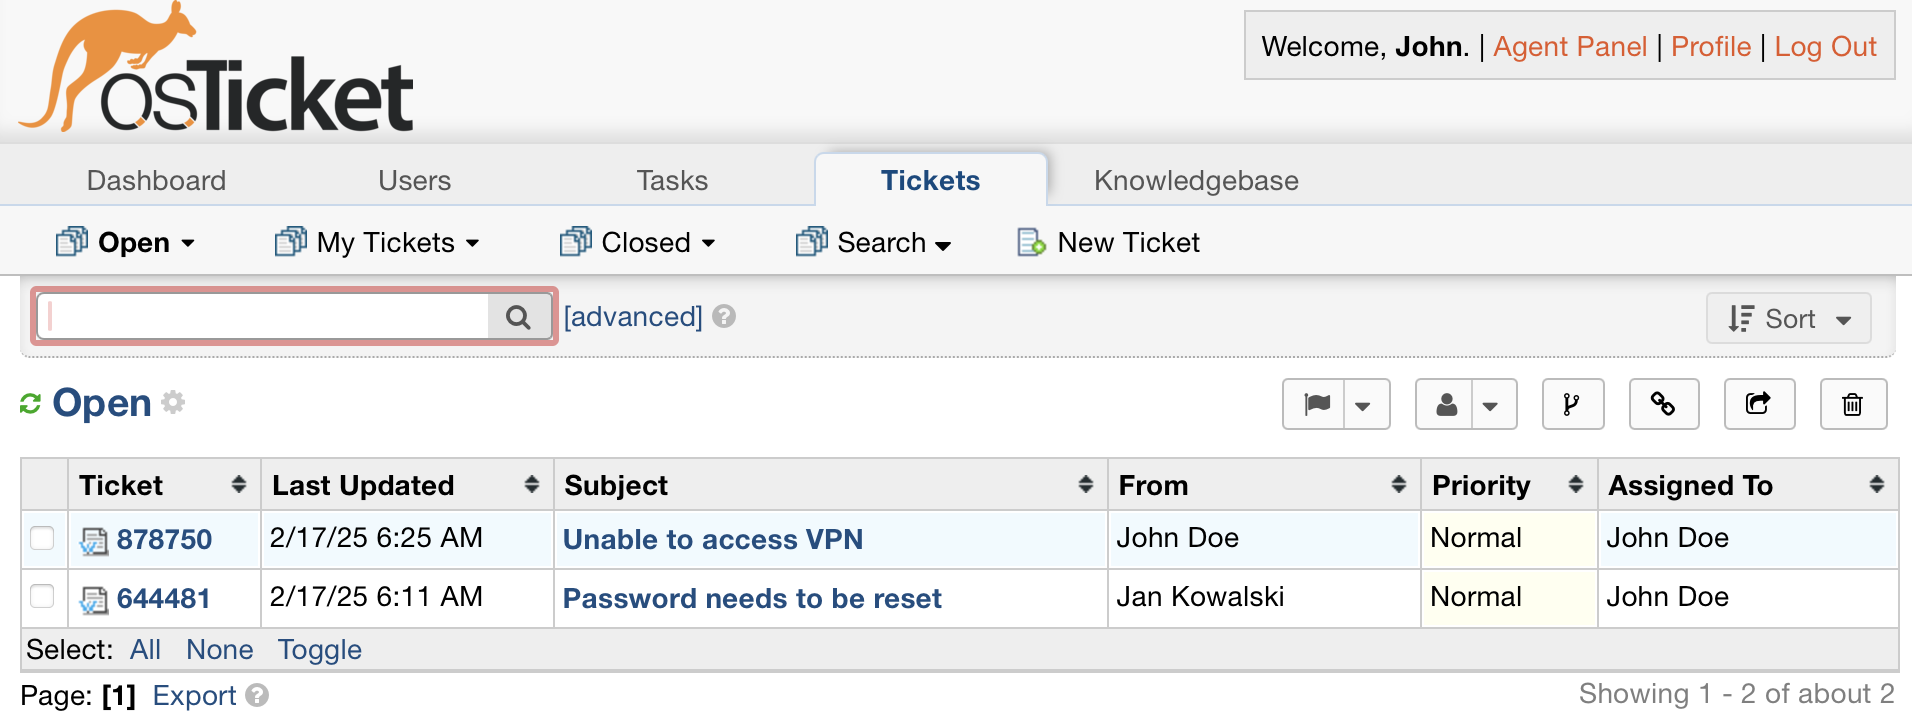 osTicket
Welcome, John. | Agent Panel | Profile | Log Out
Dashboard Users Tasks Tickets Knowledgebase
Open My Tickets Closed Search New Ticket
[advanced] ? Sort
Open
Ticket Last Updated Subject From Priority Assigned To
878750 2/17/25 6:25 AM Unable to access VPN John Doe Normal John Doe
644481 2/17/25 6:11 AM Password needs to be reset Jan Kowalski Normal John Doe
Select: All None Toggle
Page: [1] Export ? Showing 1 - 2 of about 2